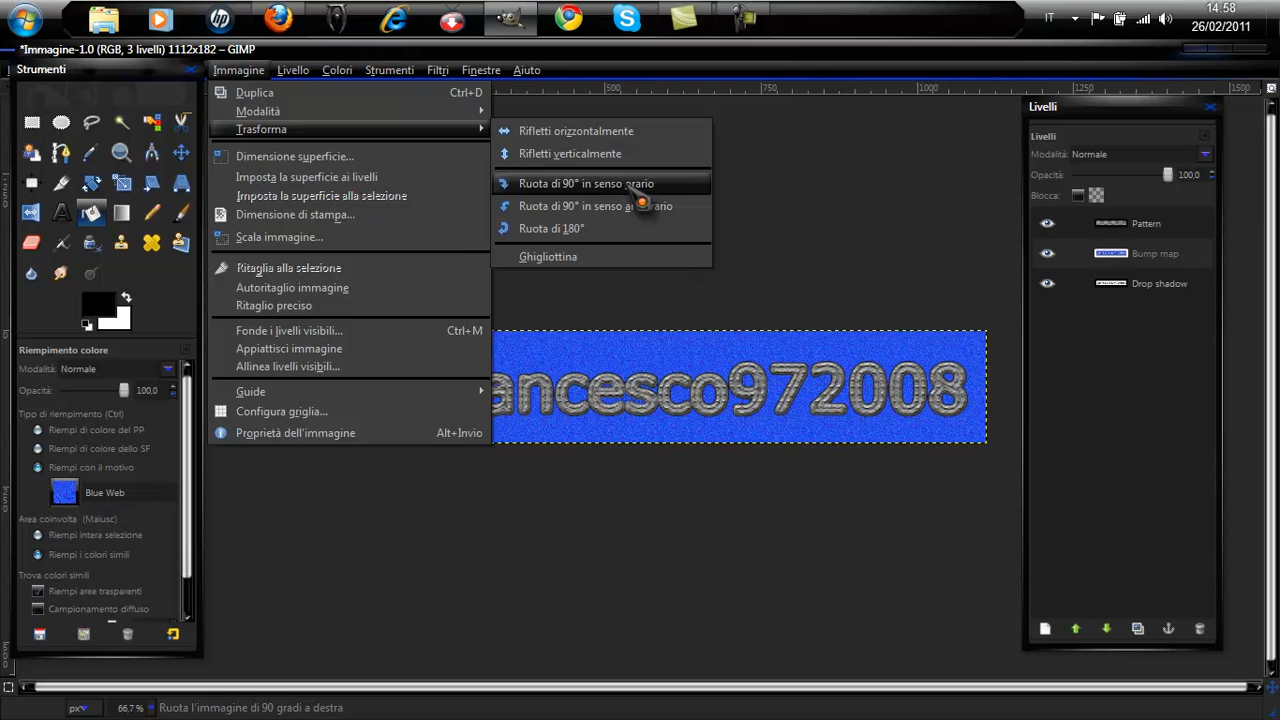 IT
14:58
26/02/2011
*Immagine-1.0 (RGB, 3 livelli) 1112x182 – GIMP
Strumenti
Immagine Livello Colori Strumenti Filtri Finestre Aiuto
500 750 1000 1250 1500
Duplica Ctrl+D
Modalità
Trasforma
Dimensione superficie...
Imposta la superficie ai livelli
Imposta la superficie alla selezione
Dimensione di stampa...
Scala immagine...
Ritaglia alla selezione
Autoritaglio immagine
Ritaglio preciso
Fonde i livelli visibili... Ctrl+M
Appiattisci immagine
Allinea livelli visibili...
Guide
Configura griglia...
Proprietà dell'immagine Alt+Invio
Rifletti orizzontalmente
Rifletti verticalmente
Ruota di 90° in senso orario
Ruota di 90° in senso
Ruota di 180°
Ghigliottina
ancesco972008
Riempimento colore
Modalità: Normale
Opacità: 100,0
Tipo di riempimento (Ctrl)
Riempi di colore del PP
Riempi di colore dello SF
Riempi con il motivo
Blue Web
Area coinvolta (Maiusc)
Riempi intera selezione
Riempi i colori simili
Trova colori simili
Riempi aree trasparenti
Campionamento diffuso
Livelli
Livelli
Modalità: Normale
Opacità: 100,0
Blocca:
Pattern
Bump map
Drop shadow
px 66,7 % Ruota l'immagine di 90 gradi a destra